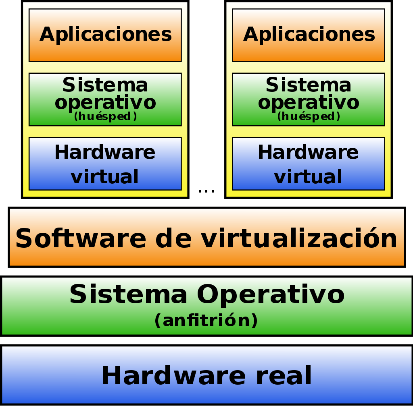 Aplicaciones
Sistema
operativo
(huésped)
Hardware
virtual
...
Aplicaciones
Sistema
operativo
(huésped)
Hardware
virtual
Software de virtualización
Sistema Operativo
(anfitrión)
Hardware real